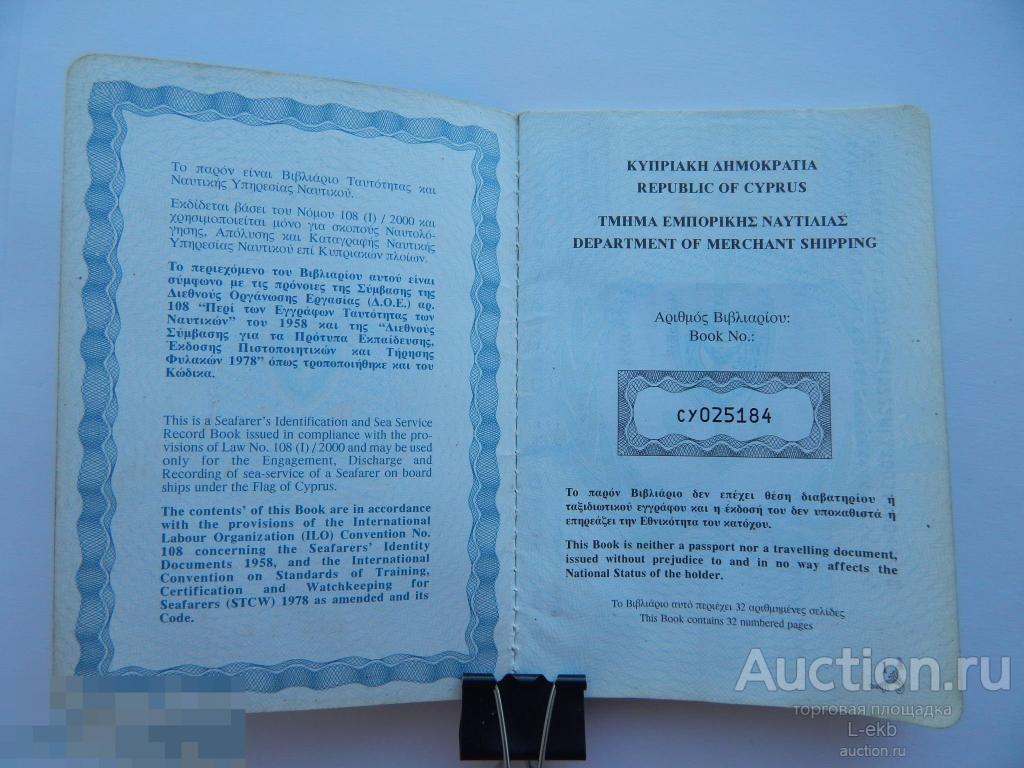 Το παρόν είναι Βιβλιάριο Ταυτότητας και
Ναυτικής Υπηρεσίας Ναυτικού.
Εκδίδεται βάσει του Νόμου 108 (Ι) / 2000 και
χρησιμοποιείται μόνο για σκοπούς Ναυτολό-
γησης, Απόλυσης και Καταγραφής Ναυτικής
Υπηρεσίας Ναυτικού επί Κυπριακών πλοίων.
Το περιεχόμενο του Βιβλιαρίου αυτού είναι
σύμφωνο με τις πρόνοιες της Σύμβασης της
Διεθνούς Οργάνωσης Εργασίας (Δ.Ο.Ε.) αρ.
108 “Περί των Εγγράφων Ταυτότητας των
Ναυτικών” του 1958 και της “Διεθνούς
Σύμβασης για τα Πρότυπα Εκπαίδευσης,
Έκδοσης Πιστοποιητικών και Τήρησης
Φυλακών 1978” όπως τροποποιήθηκε και του
Κώδικα.
This is a Seafarer's Identification and Sea Service
Record Book issued in compliance with the pro-
visions of Law No. 108 (I) / 2000 and may be used
only for the Engagement, Discharge and
Recording of sea-service of a Seafarer on board
ships under the Flag of Cyprus.
The contents' of this Book are in accordance
with the provisions of the International
Labour Organization (ILO) Convention No.
108 concerning the Seafarers' Identity
Documents 1958, and the International
Convention on Standards of Training,
Certification and Watchkeeping for
Seafarers (STCW) 1978 as amended and its
Code.
ΚΥΠΡΙΑΚΗ ΔΗΜΟΚΡΑΤΙΑ
REPUBLIC OF CYPRUS
ΤΜΗΜΑ ΕΜΠΟΡΙΚΗΣ ΝΑΥΤΙΛΙΑΣ
DEPARTMENT OF MERCHANT SHIPPING
Αριθμός Βιβλιαρίου:
Book No.:
CY025184
Το παρόν Βιβλιάριο δεν επέχει θέση διαβατηρίου ή
ταξιδιωτικού εγγράφου και η έκδοσή του δεν υποκαθιστά ή
επηρεάζει την Εθνικότητα του κατόχου.
This Book is neither a passport nor a travelling document,
issued without prejudice to and in no way affects the
National Status of the holder.
Το Βιβλιάριο αυτό περιέχει 32 αριθμημένες σελίδες
This Book contains 32 numbered pages
Auction.ru
торговая площадка
L-ekb
auction.ru